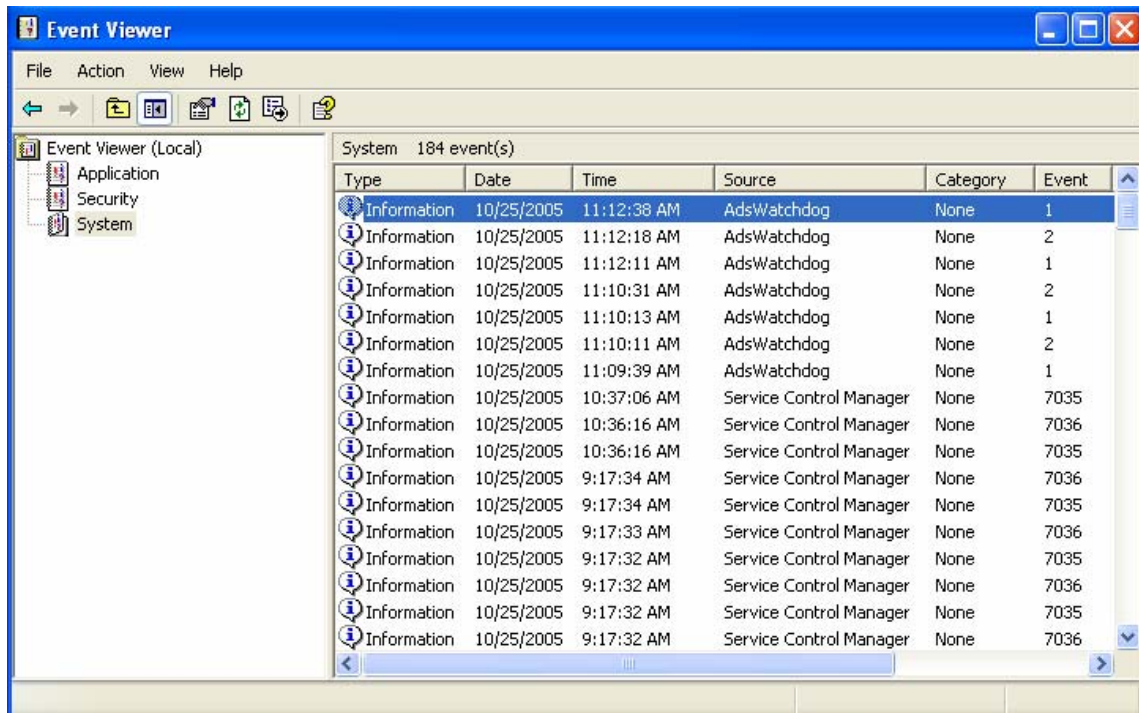 Event Viewer
File Action View Help
Event Viewer (Local)
Application
Security
System
System 184 event(s)
Type Date Time Source Category Event
Information 10/25/2005 11:12:38 AM AdsWatchdog None 1
Information 10/25/2005 11:12:18 AM AdsWatchdog None 2
Information 10/25/2005 11:12:11 AM AdsWatchdog None 1
Information 10/25/2005 11:10:31 AM AdsWatchdog None 2
Information 10/25/2005 11:10:13 AM AdsWatchdog None 1
Information 10/25/2005 11:10:11 AM AdsWatchdog None 2
Information 10/25/2005 11:09:39 AM AdsWatchdog None 1
Information 10/25/2005 10:37:06 AM Service Control Manager None 7035
Information 10/25/2005 10:36:16 AM Service Control Manager None 7036
Information 10/25/2005 10:36:16 AM Service Control Manager None 7035
Information 10/25/2005 9:17:34 AM Service Control Manager None 7036
Information 10/25/2005 9:17:34 AM Service Control Manager None 7035
Information 10/25/2005 9:17:33 AM Service Control Manager None 7036
Information 10/25/2005 9:17:32 AM Service Control Manager None 7035
Information 10/25/2005 9:17:32 AM Service Control Manager None 7036
Information 10/25/2005 9:17:32 AM Service Control Manager None 7035
Information 10/25/2005 9:17:32 AM Service Control Manager None 7036